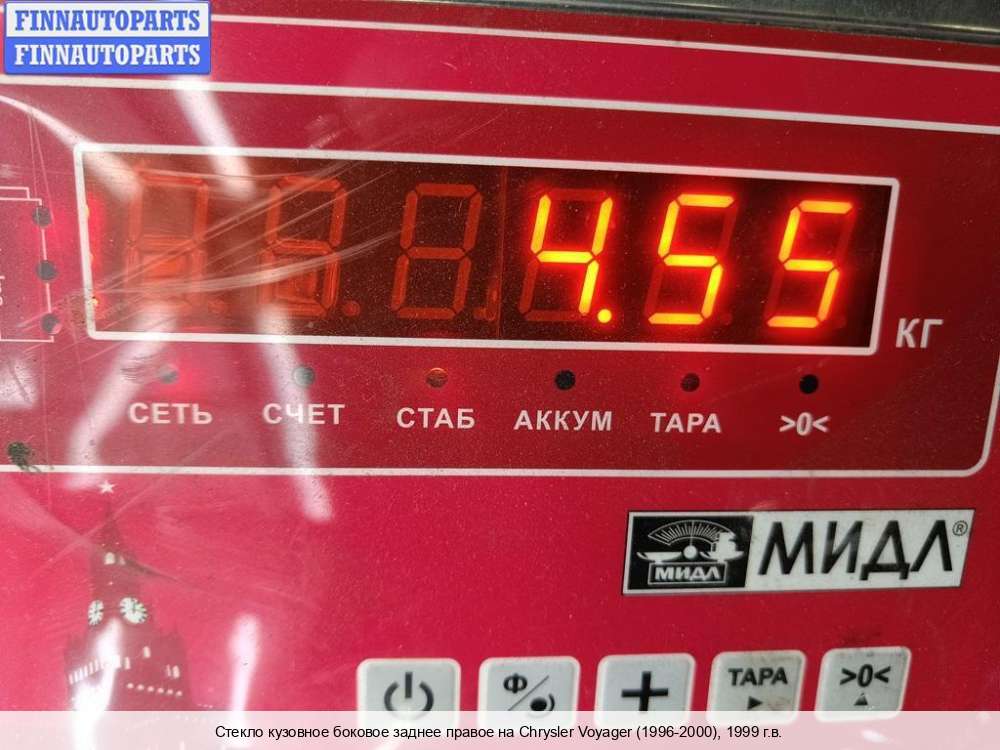 FINNAUTOPARTS
FINNAUTOPARTS
4.55
КГ
СЕТЬ СЧЕТ СТАБ АККУМ ТАРА >0<
МИДЛ МИДЛ®
Ф + ТАРА >0<
Стекло кузовное боковое заднее правое на Chrysler Voyager (1996-2000), 1999 г.в.